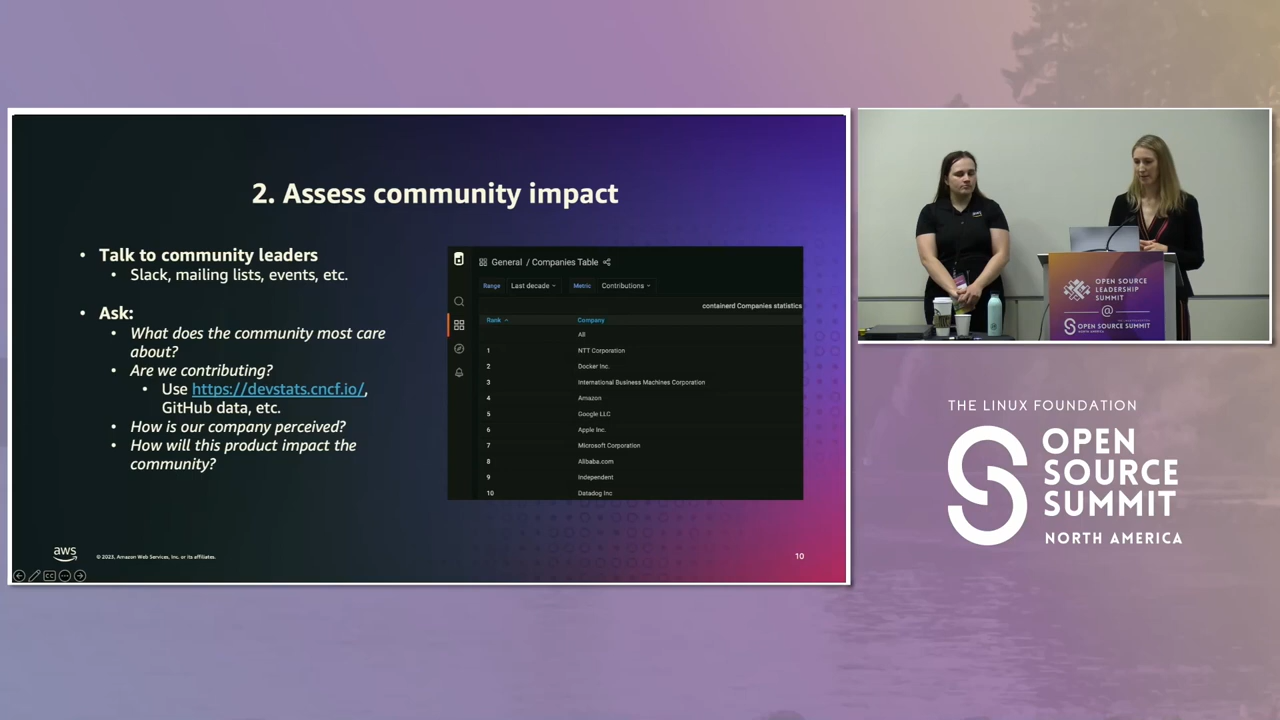 2. Assess community impact
• Talk to community leaders
• Slack, mailing lists, events, etc.
• Ask:
• What does the community most care
about?
• Are we contributing?
• Use https://devstats.cncf.io/,
GitHub data, etc.
• How is our company perceived?
• How will this product impact the
community?
General / Companies Table
Range Last decade Metric Contributions
containerd Companies statistics
Rank Company
All
1 NTT Corporation
2 Docker Inc.
3 International Business Machines Corporation
4 Amazon
5 Google LLC
6 Apple Inc.
7 Microsoft Corporation
8 Alibaba.com
9 Independent
10 Datadog Inc
aws
© 2023, Amazon Web Services, Inc. or its affiliates.
10
CC
aws
OPEN SOURCE
LEADERSHIP
SUMMIT
@
OPEN SOURCE SUMMIT
THE LINUX FOUNDATION
OPEN
SOURCE
SUMMIT
NORTH AMERICA